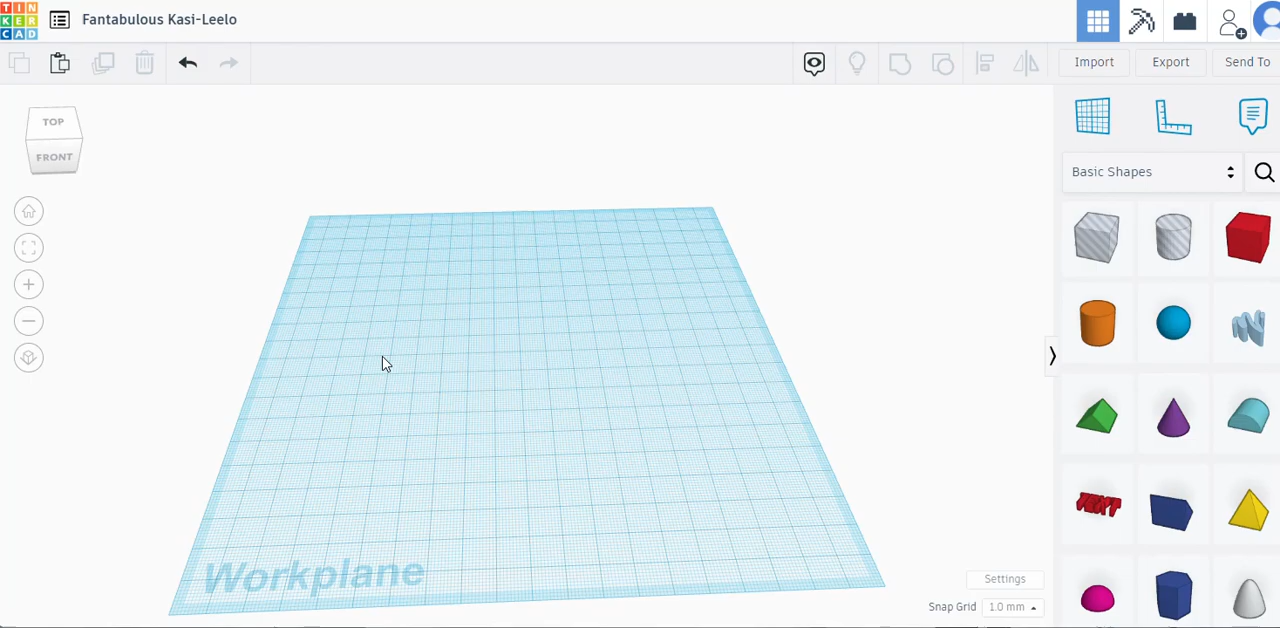 TIN
KER
CAD
Fantabulous Kasi-Leelo
Import
Export
Send To
TOP
FRONT
Basic Shapes
TEXT
Workplane
Settings
Snap Grid
1.0 mm